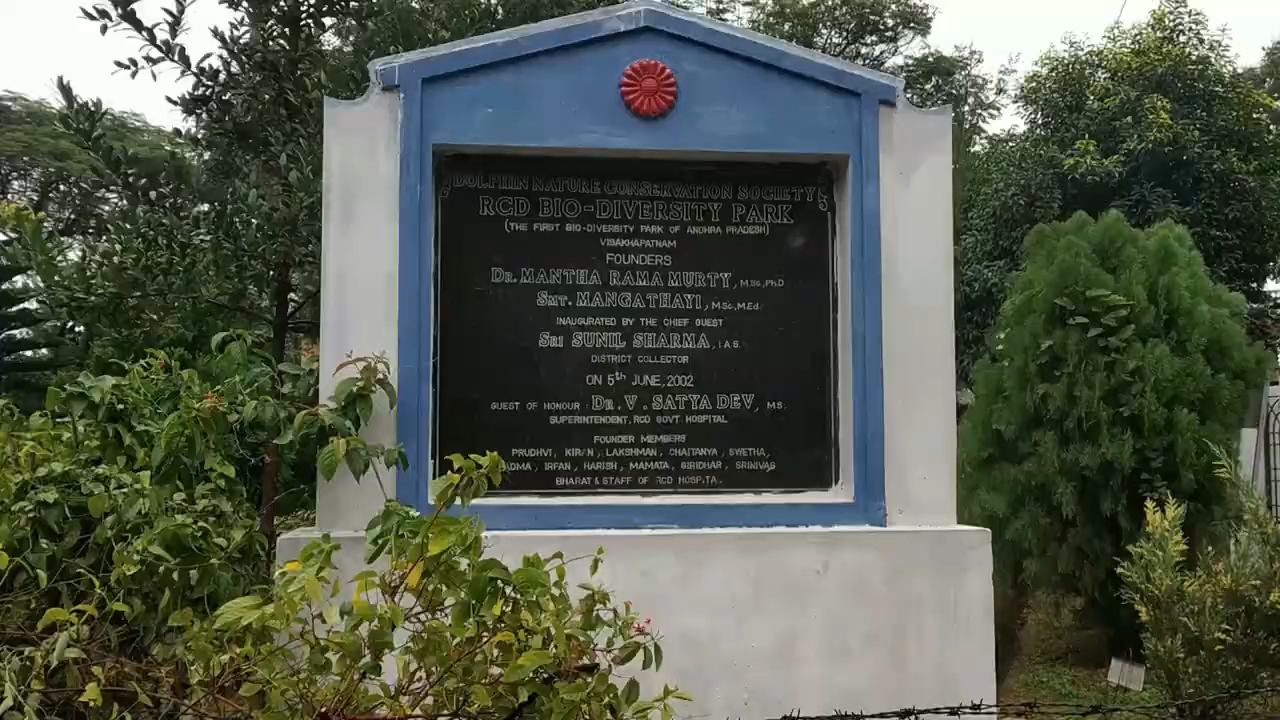 DOLPHIN NATURE CONSERVATION SOCIETY'S
RCD BIO-DIVERSITY PARK
(THE FIRST BIO-DIVERSITY PARK OF ANDHRA PRADESH)
VISAKHAPATNAM
FOUNDERS
DR. MANTHA RAMA MURTY, M.Sc,Ph.D
SMT. MANGATHAYI, M.Sc.,M.Ed.
INAUGURATED BY THE CHIEF GUEST
SRI SUNIL SHARMA, I.A.S.
DISTRICT COLLECTOR
ON 5th JUNE, 2002
GUEST OF HONOUR : DR. V. SATYA DEV, M.S.
SUPERINTENDENT, RCD GOVT. HOSPITAL
FOUNDER MEMBERS
PRUDHVI, KIRAN, LAKSHMAN, CHAITANYA, SWETHA,
IRFAN, HARISH, MAMATA, GIRIDHAR, SRINIVAS
BHARAT & STAFF OF RCD HOSPITAL.